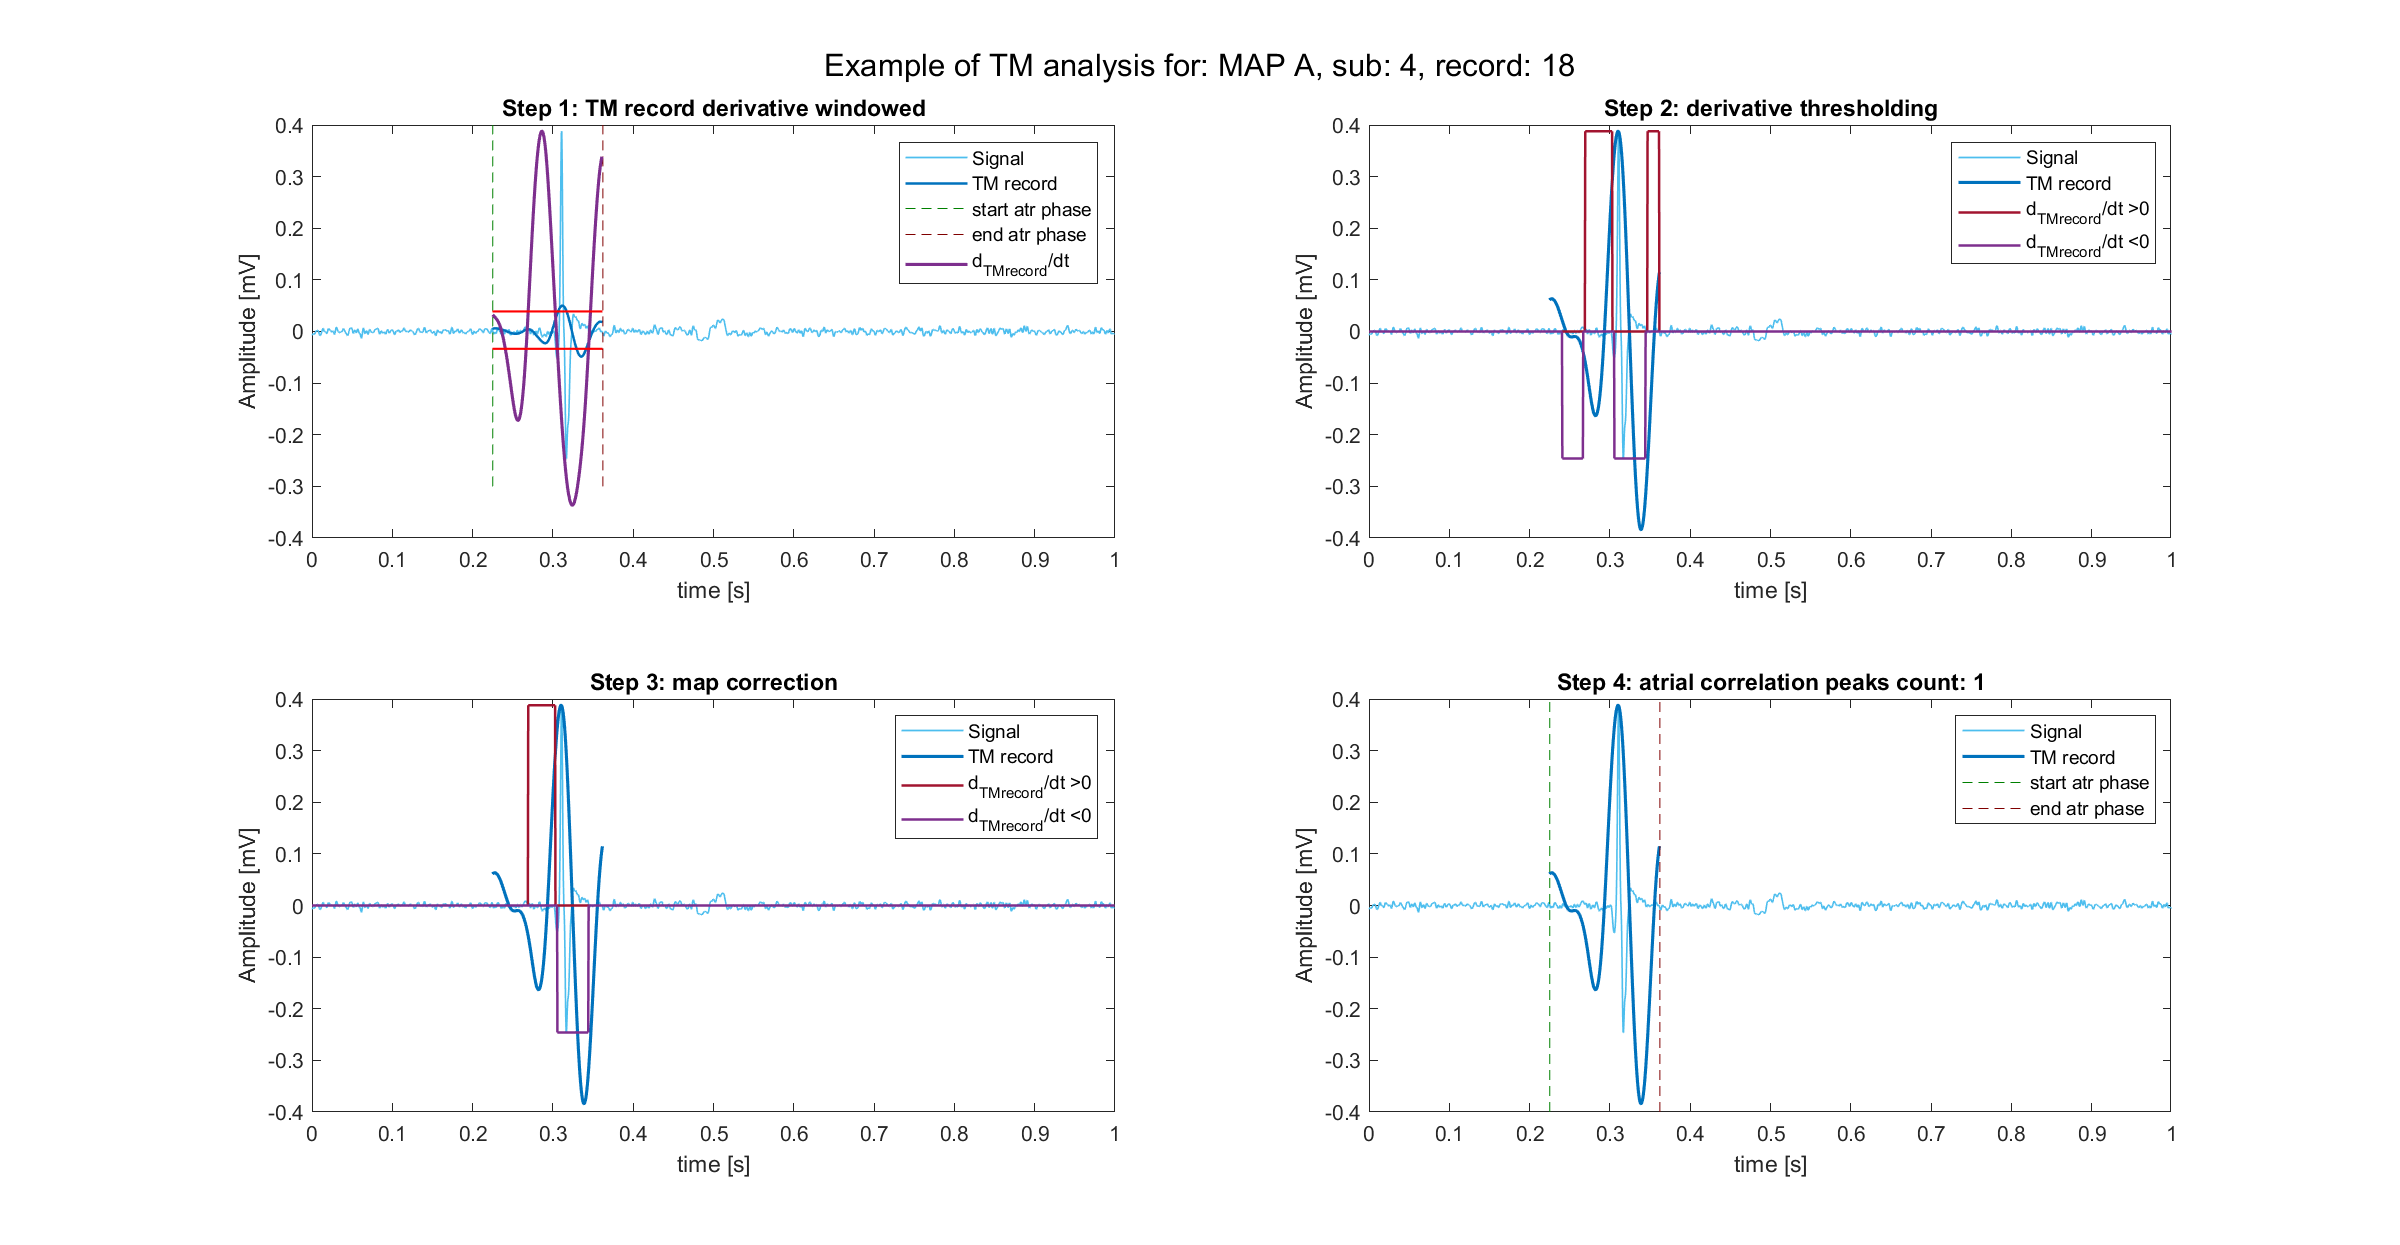 Example of TM analysis for: MAP A, sub: 4, record: 18
Step 1: TM record derivative windowed
0.4
0.3
0.2
0.1
0
-0.1
-0.2
-0.3
-0.4
Amplitude [mV]
0 0.1 0.2 0.3 0.4 0.5 0.6 0.7 0.8 0.9 1
time [s]
Signal
TM record
start atr phase
end atr phase
dTMrecord/dt
Step 2: derivative thresholding
0.4
0.3
0.2
0.1
0
-0.1
-0.2
-0.3
-0.4
Amplitude [mV]
0 0.1 0.2 0.3 0.4 0.5 0.6 0.7 0.8 0.9 1
time [s]
Signal
TM record
dTMrecord/dt >0
dTMrecord/dt <0
Step 3: map correction
0.4
0.3
0.2
0.1
0
-0.1
-0.2
-0.3
-0.4
Amplitude [mV]
0 0.1 0.2 0.3 0.4 0.5 0.6 0.7 0.8 0.9 1
time [s]
Signal
TM record
dTMrecord/dt >0
dTMrecord/dt <0
Step 4: atrial correlation peaks count: 1
0.4
0.3
0.2
0.1
0
-0.1
-0.2
-0.3
-0.4
Amplitude [mV]
0 0.1 0.2 0.3 0.4 0.5 0.6 0.7 0.8 0.9 1
time [s]
Signal
TM record
start atr phase
end atr phase